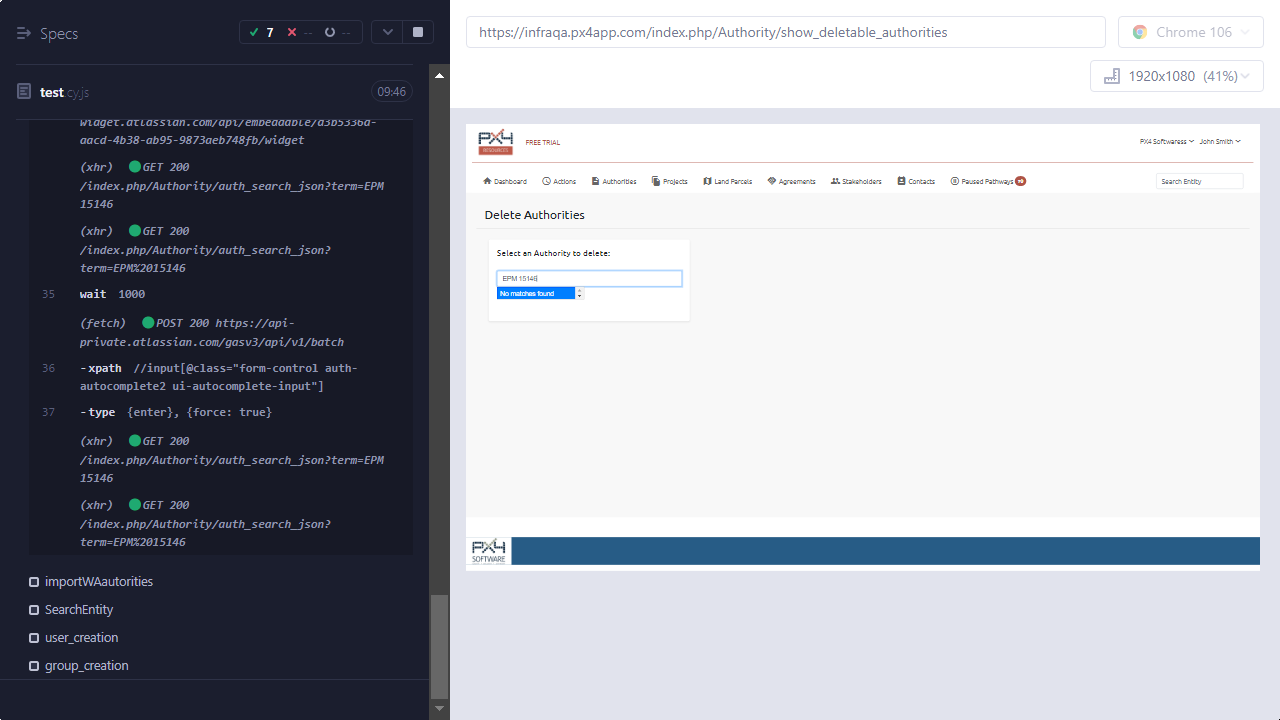 Specs
7
--
--
test.cy.js
09:46
widget.atlassian.com/api/embeddable/a3b5336a-
aacd-4b38-ab95-9873aeb748fb/widget
(xhr) GET 200
/index.php/Authority/auth_search_json?term=EPM
15146
(xhr) GET 200
/index.php/Authority/auth_search_json?
term=EPM%2015146
35 wait 1000
(fetch) POST 200 https://api-
private.atlassian.com/gasv3/api/v1/batch
36 -xpath //input[@class="form-control auth-
autocomplete2 ui-autocomplete-input"]
37 -type {enter}, {force: true}
(xhr) GET 200
/index.php/Authority/auth_search_json?term=EPM
15146
(xhr) GET 200
/index.php/Authority/auth_search_json?
term=EPM%2015146
importWAautorities
SearchEntity
user_creation
group_creation
https://infraqa.px4app.com/index.php/Authority/show_deletable_authorities
Chrome 106
1920x1080 (41%)
PX4
FREE TRIAL
PX4 Softwaress
John Smith
Dashboard
Actions
Authorities
Projects
Land Parcels
Agreements
Stakeholders
Contacts
Paused Pathways
Search Entity
Delete Authorities
Select an Authority to delete:
EPM 15146
No matches found
PX4
SOFTWARE